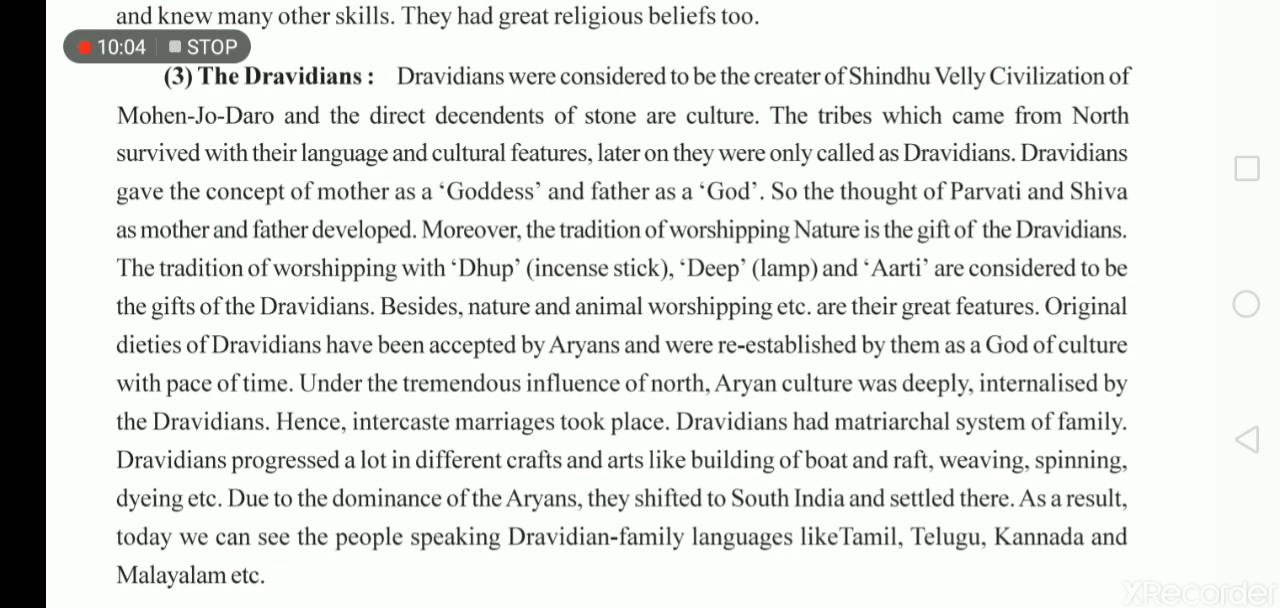 and knew many other skills. They had great religious beliefs too.
10:04 STOP
(3) The Dravidians : Dravidians were considered to be the creater of Shindhu Velly Civilization of
Mohen-Jo-Daro and the direct decendents of stone are culture. The tribes which came from North
survived with their language and cultural features, later on they were only called as Dravidians. Dravidians
gave the concept of mother as a ‘Goddess’ and father as a ‘God’. So the thought of Parvati and Shiva
as mother and father developed. Moreover, the tradition of worshipping Nature is the gift of the Dravidians.
The tradition of worshipping with ‘Dhup’ (incense stick), ‘Deep’ (lamp) and ‘Aarti’ are considered to be
the gifts of the Dravidians. Besides, nature and animal worshipping etc. are their great features. Original
dieties of Dravidians have been accepted by Aryans and were re-established by them as a God of culture
with pace of time. Under the tremendous influence of north, Aryan culture was deeply, internalised by
the Dravidians. Hence, intercaste marriages took place. Dravidians had matriarchal system of family.
Dravidians progressed a lot in different crafts and arts like building of boat and raft, weaving, spinning,
dyeing etc. Due to the dominance of the Aryans, they shifted to South India and settled there. As a result,
today we can see the people speaking Dravidian-family languages likeTamil, Telugu, Kannada and
Malayalam etc.
XRecorder